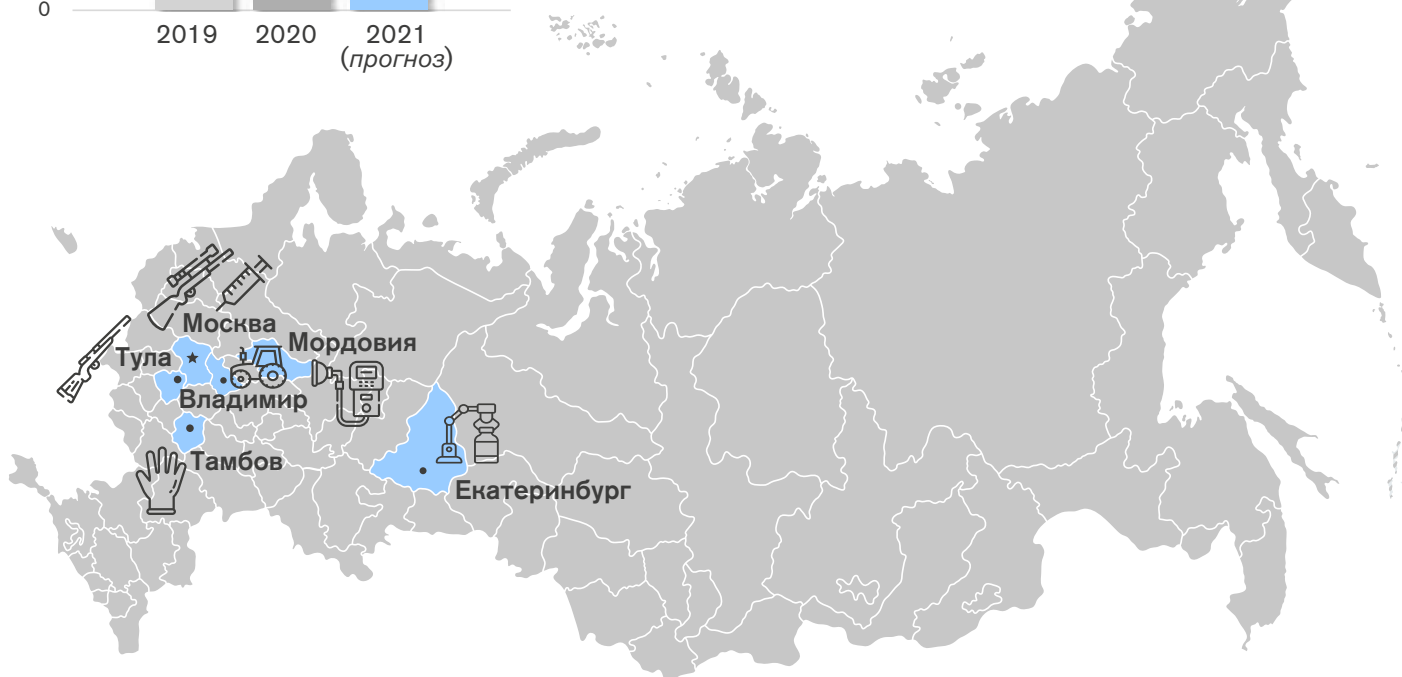 0
2019 2020 2021
(прогноз)
Москва
Мордовия
Тула
Владимир
Тамбов
Екатеринбург